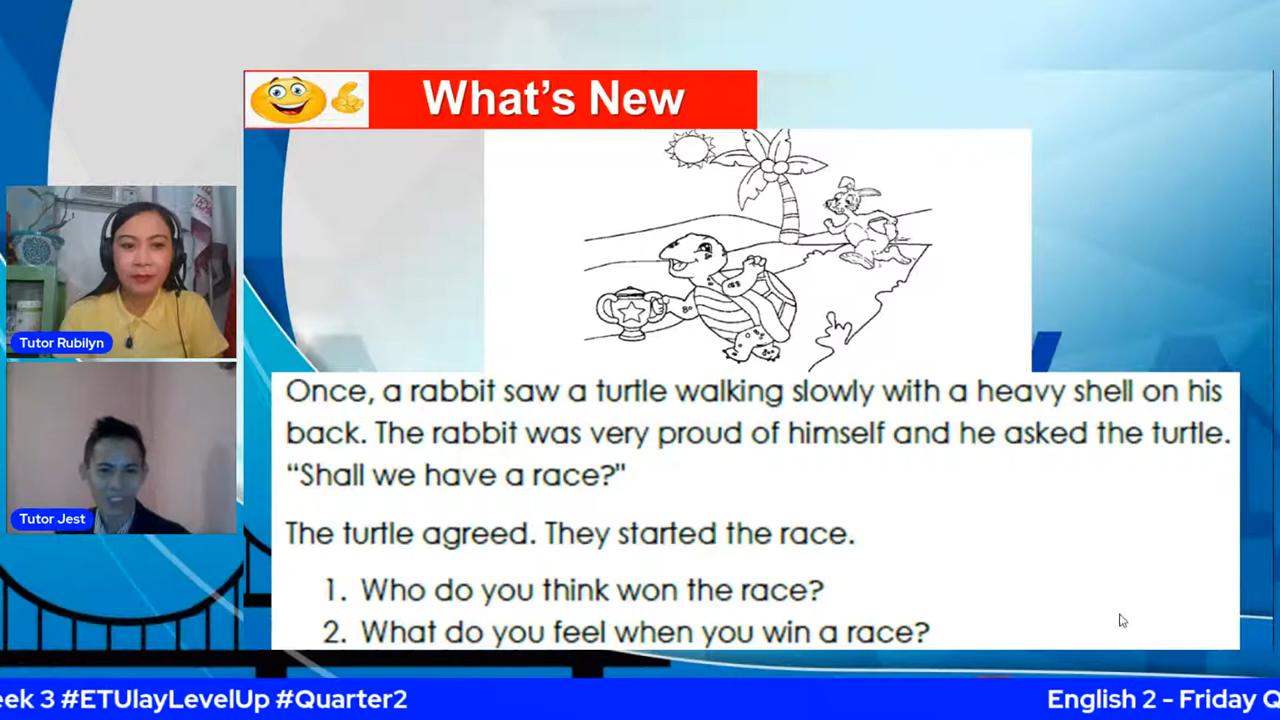 What's New
Once, a rabbit saw a turtle walking slowly with a heavy shell on his
back. The rabbit was very proud of himself and he asked the turtle.
“Shall we have a race?"
The turtle agreed. They started the race.
1. Who do you think won the race?
2. What do you feel when you win a race?
Tutor Rubilyn
Tutor Jest
eek 3 #ETUlayLevelUp #Quarter2
English 2 - Friday Q